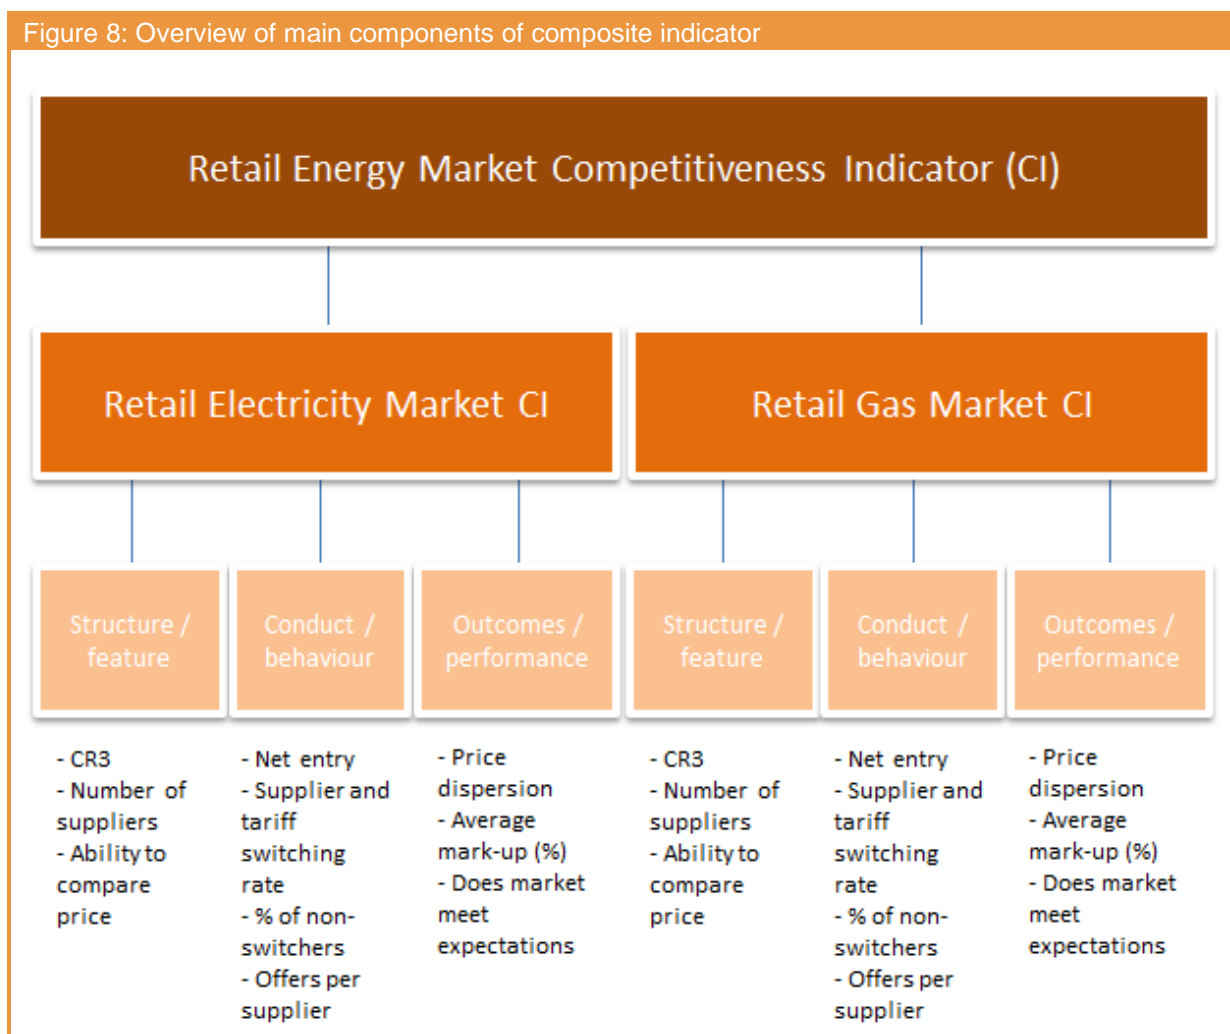 Figure 8: Overview of main components of composite indicator
Retail Energy Market Competitiveness Indicator (CI)
Retail Electricity Market CI
Retail Gas Market CI
Structure /
feature
Conduct /
behaviour
Outcomes /
performance
Structure /
feature
Conduct /
behaviour
Outcomes /
performance
- CR3
- Number of
suppliers
- Ability to
compare
price
- Net entry
- Supplier and
tariff
switching
rate
- % of non-
switchers
- Offers per
supplier
- Price
dispersion
- Average
mark-up (%)
- Does market
meet
expectations
- CR3
- Number of
suppliers
- Ability to
compare
price
- Net entry
- Supplier and
tariff
switching
rate
- % of non-
switchers
- Offers per
supplier
- Price
dispersion
- Average
mark-up (%)
- Does market
meet
expectations